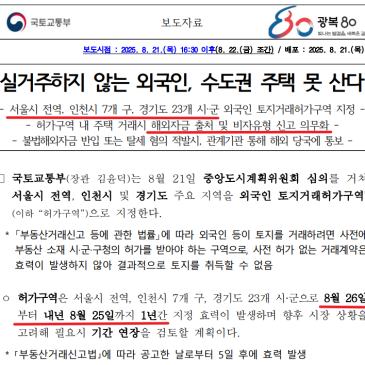 국토교통부 보도자료 광복80
보도시점 : 2025. 8. 21.(목) 16:30 이후(8. 22.(금) 조간) / 배포 : 2025. 8. 21.(목)
실거주하지 않는 외국인, 수도권 주택 못 산다
- 서울시 전역, 인천시 7개 구, 경기도 23개 시·군 외국인 토지거래허가구역 지정 -
- 허가구역 내 주택 거래시 해외자금 출처 및 비자유형 신고 의무화 -
- 불법해외자금 반입 또는 탈세 혐의 적발시, 관계기관 통해 해외 당국에 통보 -
□ 국토교통부(장관 김윤덕)는 8월 21일 중앙도시계획위원회 심의를 거쳐
서울시 전역, 인천시 및 경기도 주요 지역을 외국인 토지거래허가구역
(이하 “허가구역”)으로 지정한다.
* 「부동산거래신고 등에 관한 법률」에 따라 외국인 등이 토지를 거래하려면 사전에
부동산 소재 시·군·구청의 허가를 받아야 하는 구역으로, 사전 허가 없는 거래계약은
효력이 발생하지 않아 결과적으로 토지를 취득할 수 없음
ㅇ 허가구역은 서울시 전역, 인천시 7개 구, 경기도 23개 시·군으로 8월 26일
부터 내년 8월 25일까지 1년간 지정 효력이 발생하며 향후 시장 상황을
고려해 필요시 기간 연장을 검토할 계획이다.
* 「부동산거래신고법」에 따라 공고한 날로부터 5일 후에 효력 발생